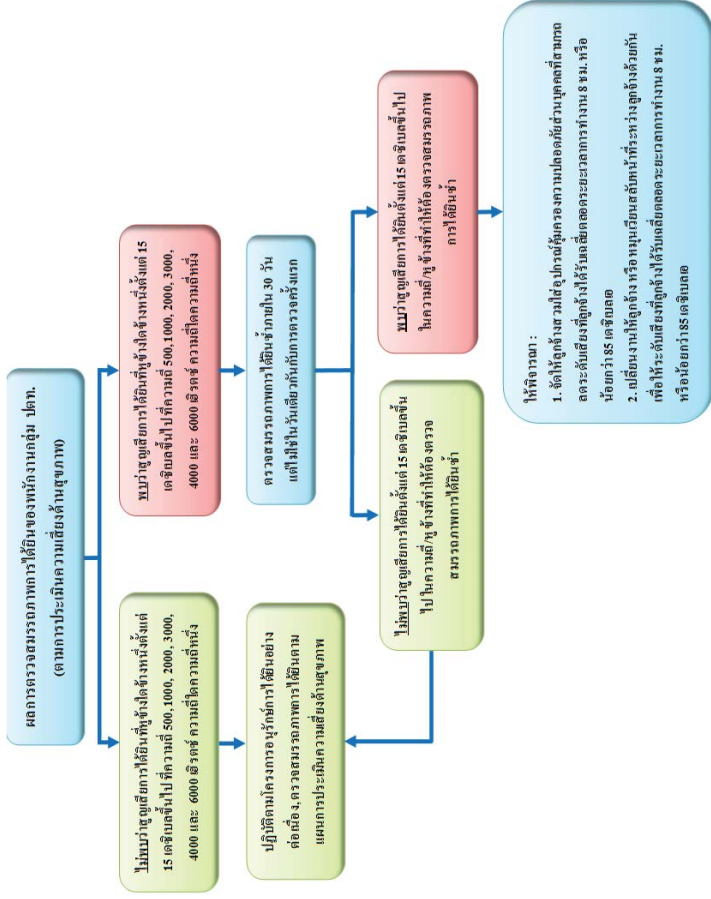 ผลการตรวจสมรรถภาพการได้ยินของพนักงานกลุ่ม ปตท.
(ตามการประเมินความเสี่ยงด้านสุขภาพ)
ไม่พบว่าสูญเสียการได้ยินที่หูข้างใดข้างหนึ่งตั้งแต่
15 เดซิเบลขึ้นไป ที่ความถี่ 500, 1000, 2000, 3000,
4000 และ 6000 เฮิรตซ์ ความถี่ใดความถี่หนึ่ง
พบว่าสูญเสียการได้ยินที่หูข้างใดข้างหนึ่งตั้งแต่ 15
เดซิเบลขึ้นไป ที่ความถี่ 500, 1000, 2000, 3000,
4000 และ 6000 เฮิรตซ์ ความถี่ใดความถี่หนึ่ง
ปฏิบัติตามโครงการอนุรักษ์การได้ยินอย่าง
ต่อเนื่อง, ตรวจสมรรถภาพการได้ยินตาม
แผนการประเมินความเสี่ยงด้านสุขภาพ
ตรวจสมรรถภาพการได้ยินซ้ำภายใน 30 วัน
แต่ไม่ใช่ในวันเดียวกันกับการตรวจครั้งแรก
ไม่พบว่าสูญเสียการได้ยินตั้งแต่ 15 เดซิเบลขึ้น
ไป ในความถี่/หู ข้างที่ทำให้ต้องตรวจ
สมรรถภาพการได้ยินซ้ำ
พบว่าสูญเสียการได้ยินตั้งแต่ 15 เดซิเบลขึ้นไป
ในความถี่/หู ข้างที่ทำให้ต้องตรวจสมรรถภาพ
การได้ยินซ้ำ
ให้พิจารณา :
1. จัดให้ลูกจ้างสวมใส่อุปกรณ์คุ้มครองความปลอดภัยส่วนบุคคลที่สามารถ
ลดระดับเสียงที่ลูกจ้างได้รับเฉลี่ยตลอดระยะเวลาการทำงาน 8 ชม. หรือ
น้อยกว่า 85 เดซิเบลเอ
2. เปลี่ยนงานให้ลูกจ้าง หรือหมุนเวียนสลับหน้าที่ระหว่างลูกจ้างด้วยกัน
เพื่อให้ระดับเสียงที่ลูกจ้างได้รับเฉลี่ยตลอดระยะเวลาการทำงาน 8 ชม.
หรือน้อยกว่า 85 เดซิเบลเอ